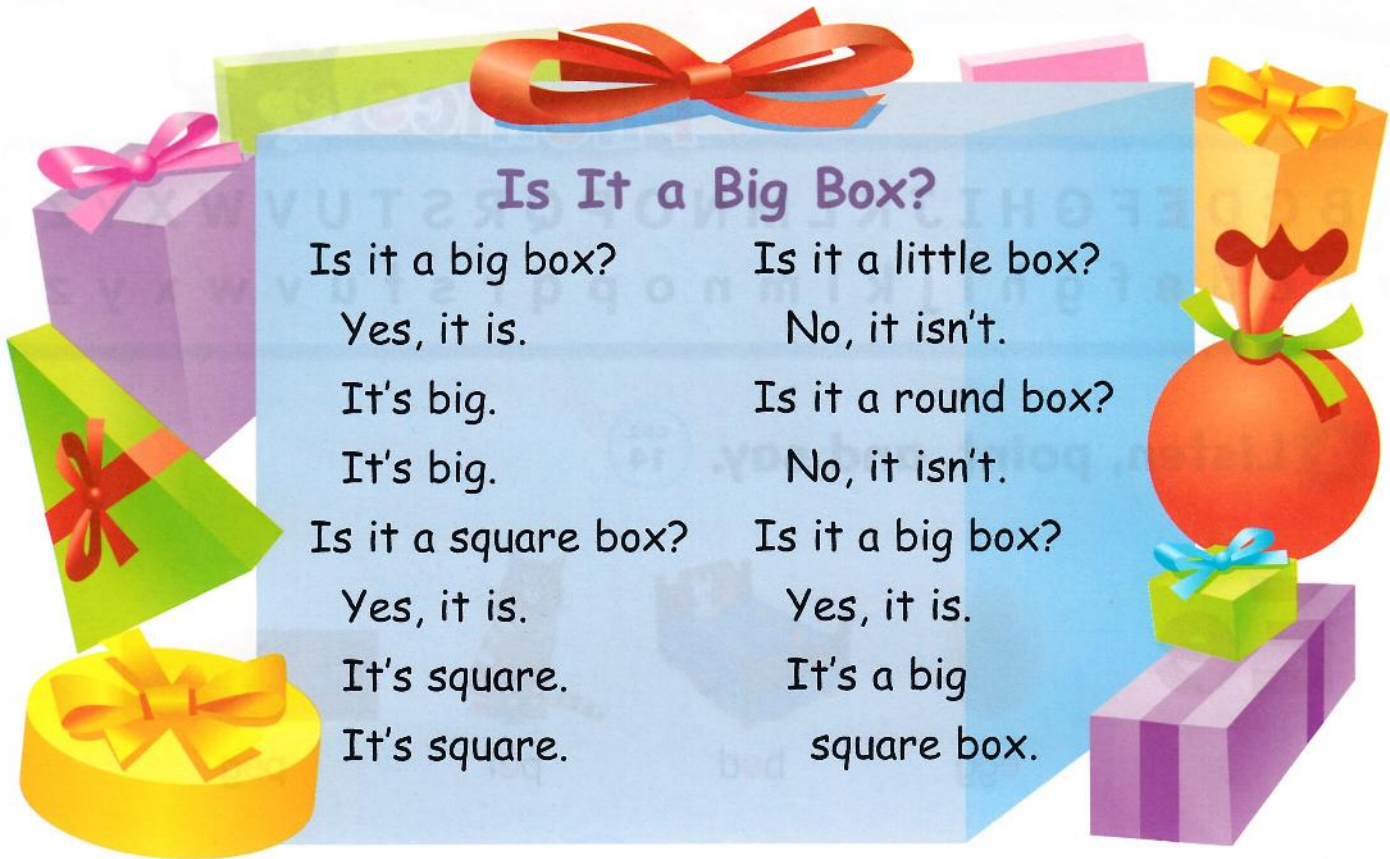 Is It a Big Box?
Is it a big box?
Yes, it is.
It's big.
It's big.
Is it a square box?
Yes, it is.
It's square.
It's square.
Is it a little box?
No, it isn't.
Is it a round box?
No, it isn't.
Is it a big box?
Yes, it is.
It's a big
square box.